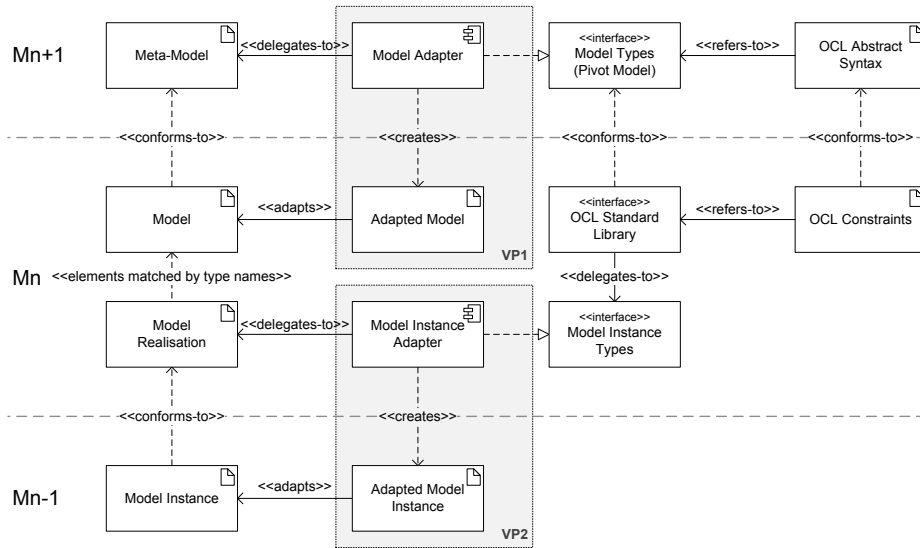 Mn+1
Meta-Model
<<delegates-to>>
Model Adapter
<<interface>>
Model Types
(Pivot Model)
<<refers-to>>
OCL Abstract
Syntax
<<conforms-to>>
<<creates>>
<<conforms-to>>
<<conforms-to>>
Model
<<adapts>>
Adapted Model
<<interface>>
OCL Standard
Library
<<refers-to>>
OCL Constraints
VP1
Mn
<<elements matched by type names>>
<<delegates-to>>
Model
Realisation
<<delegates-to>>
Model Instance
Adapter
<<interface>>
Model Instance
Types
<<conforms-to>>
<<creates>>
Mn-1
Model Instance
<<adapts>>
Adapted Model
Instance
VP2